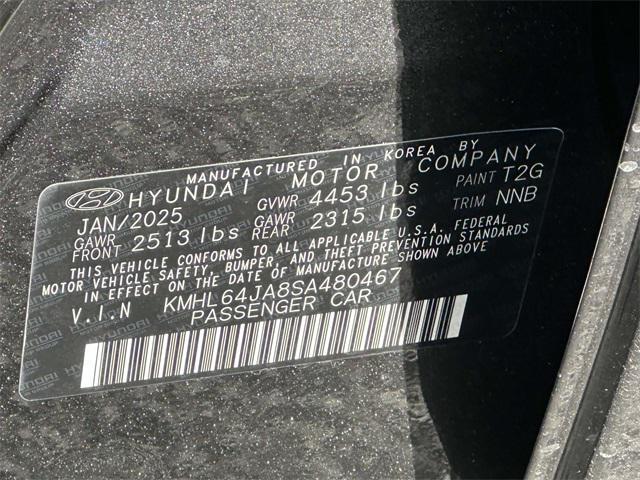 MANUFACTURED IN KOREA BY
HYUNDAI MOTOR COMPANY
JAN/2025 GVWR 4453 lbs PAINT T2G
GAWR FRONT 2513 lbs GAWR REAR 2315 lbs TRIM NNB
THIS VEHICLE CONFORMS TO ALL APPLICABLE U.S.A. FEDERAL
MOTOR VEHICLE SAFETY, BUMPER, AND THEFT PREVENTION STANDARDS
IN EFFECT ON THE DATE OF MANUFACTURE SHOWN ABOVE.
V.I.N KMHL64JA8SA480467
PASSENGER CAR